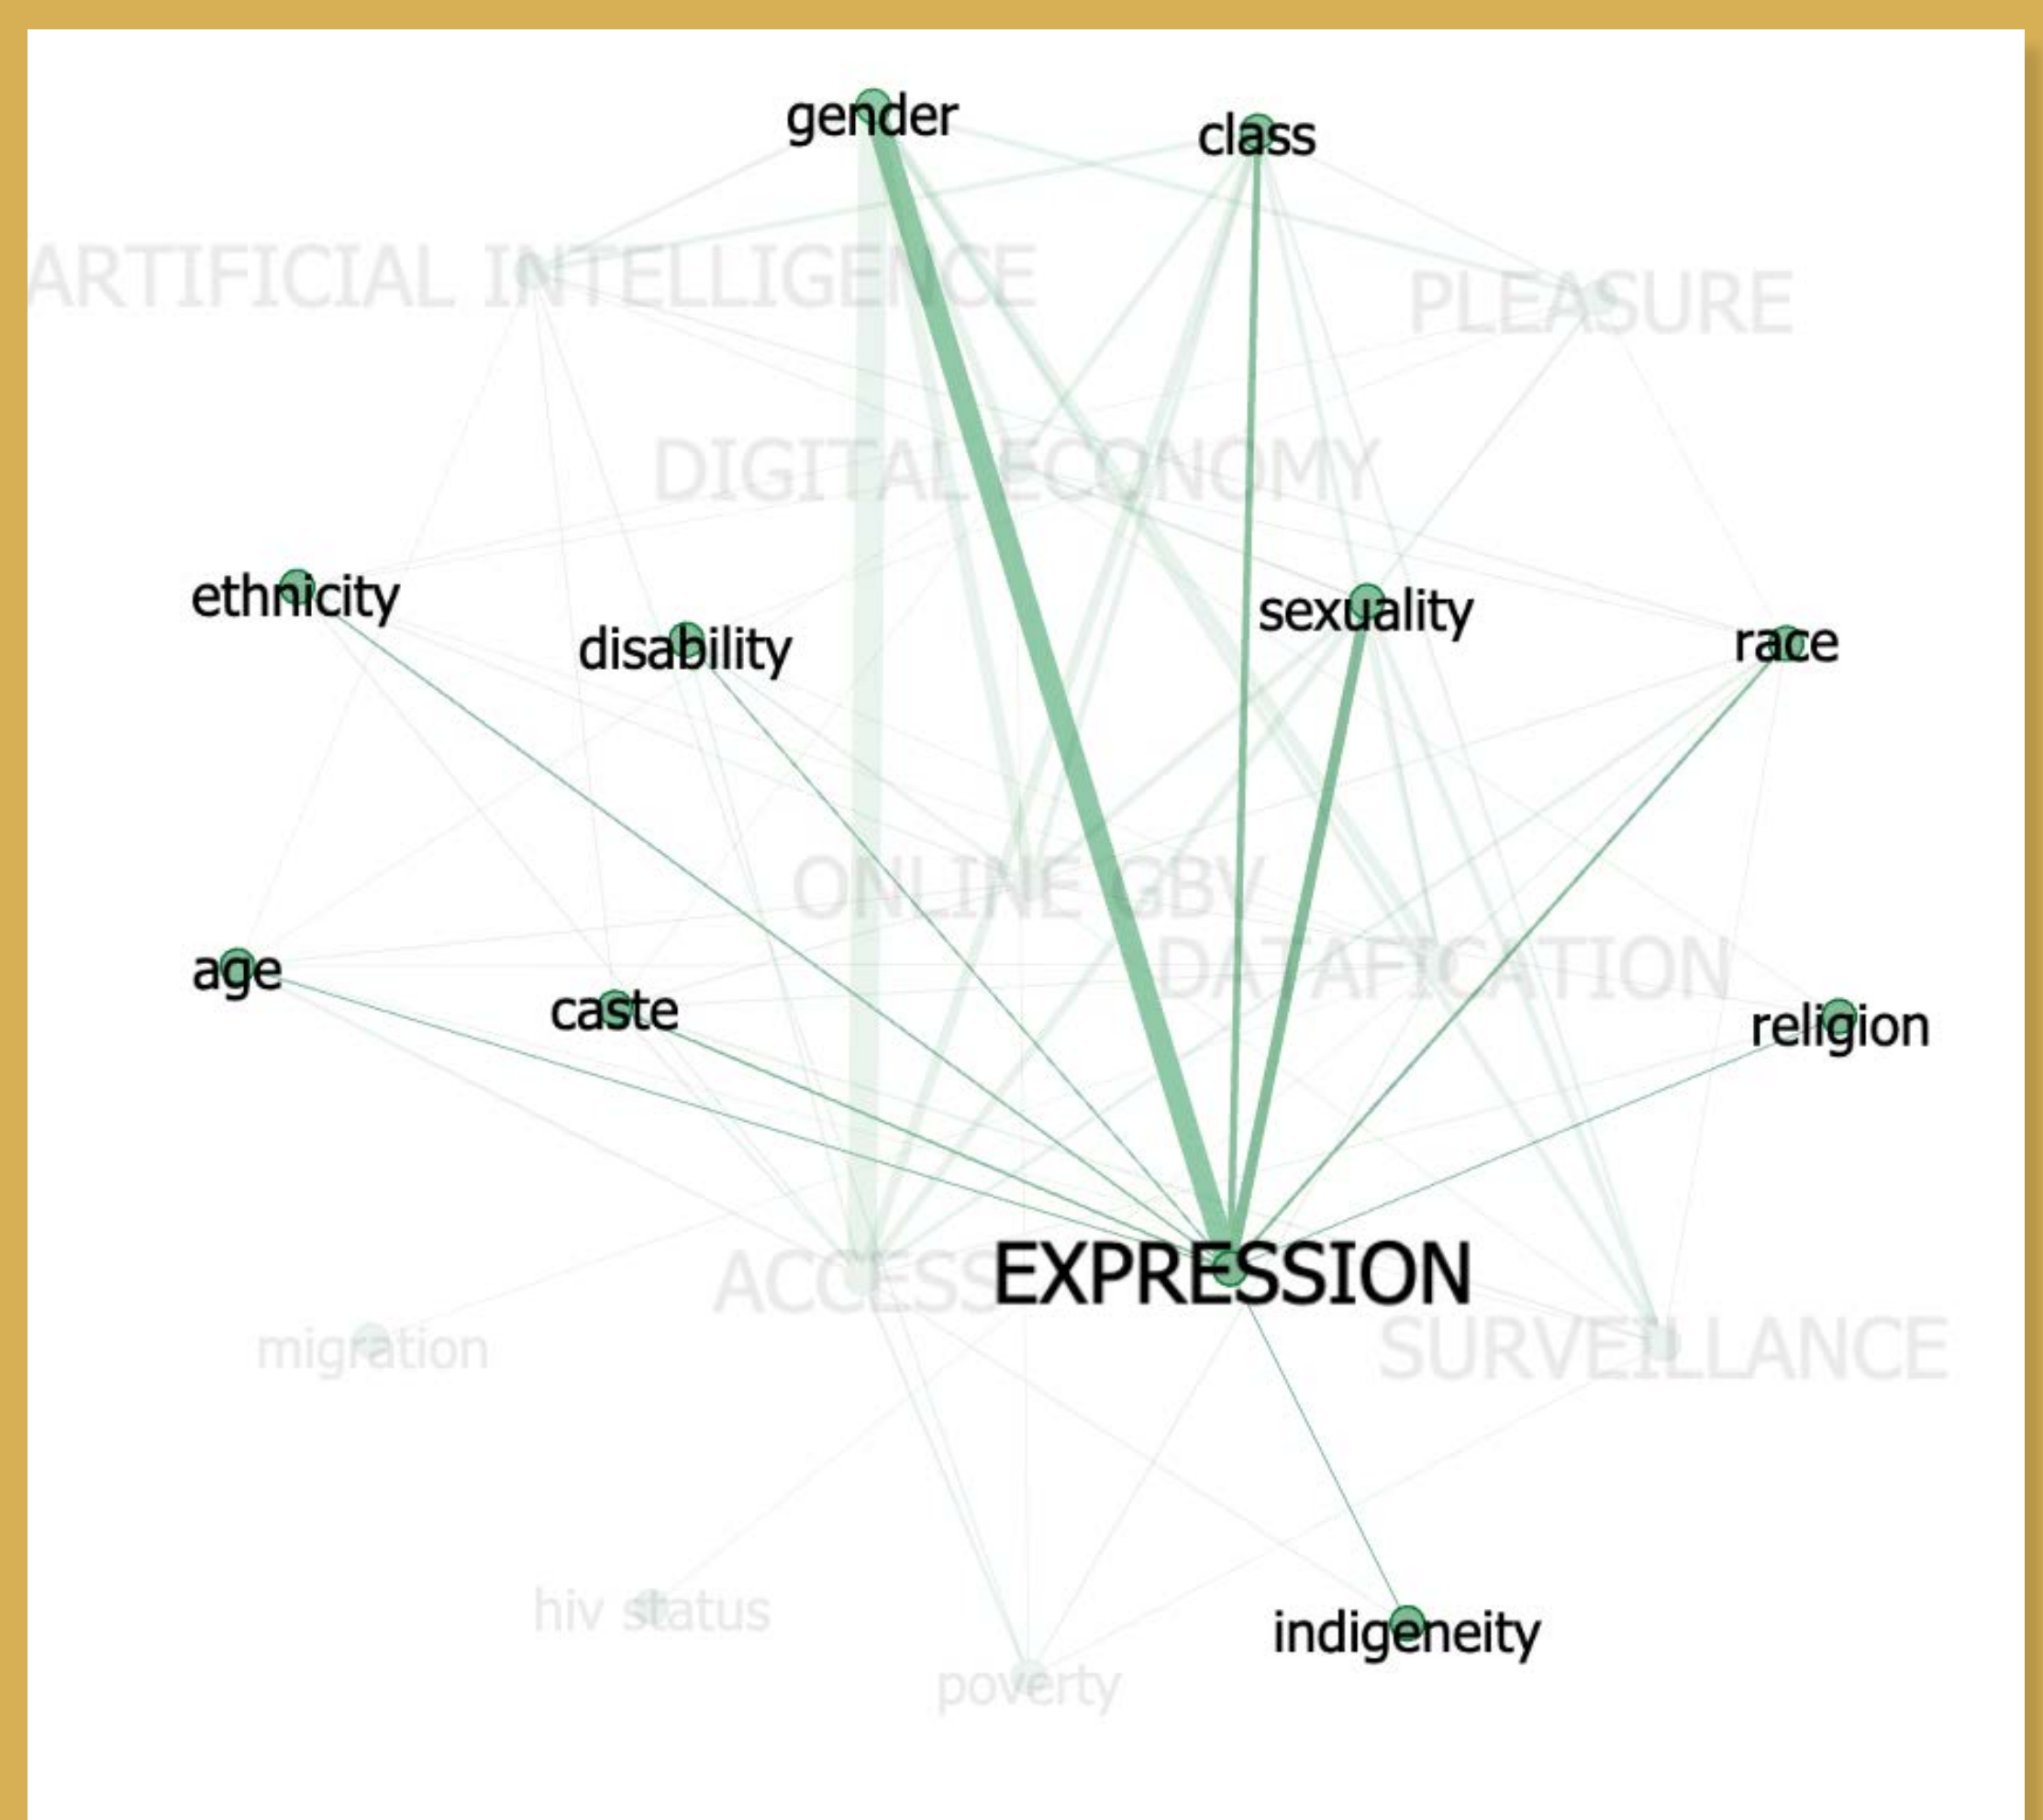 gender
class
ARTIFICIAL INTELLIGENCE
PLEASURE
DIGITAL ECONOMY
ethnicity
disability
sexuality
race
ONLINE GBV
DATAFICATION
age
caste
religion
ACCESS
EXPRESSION
migration
SURVEILLANCE
hiv status
indigeneity
poverty